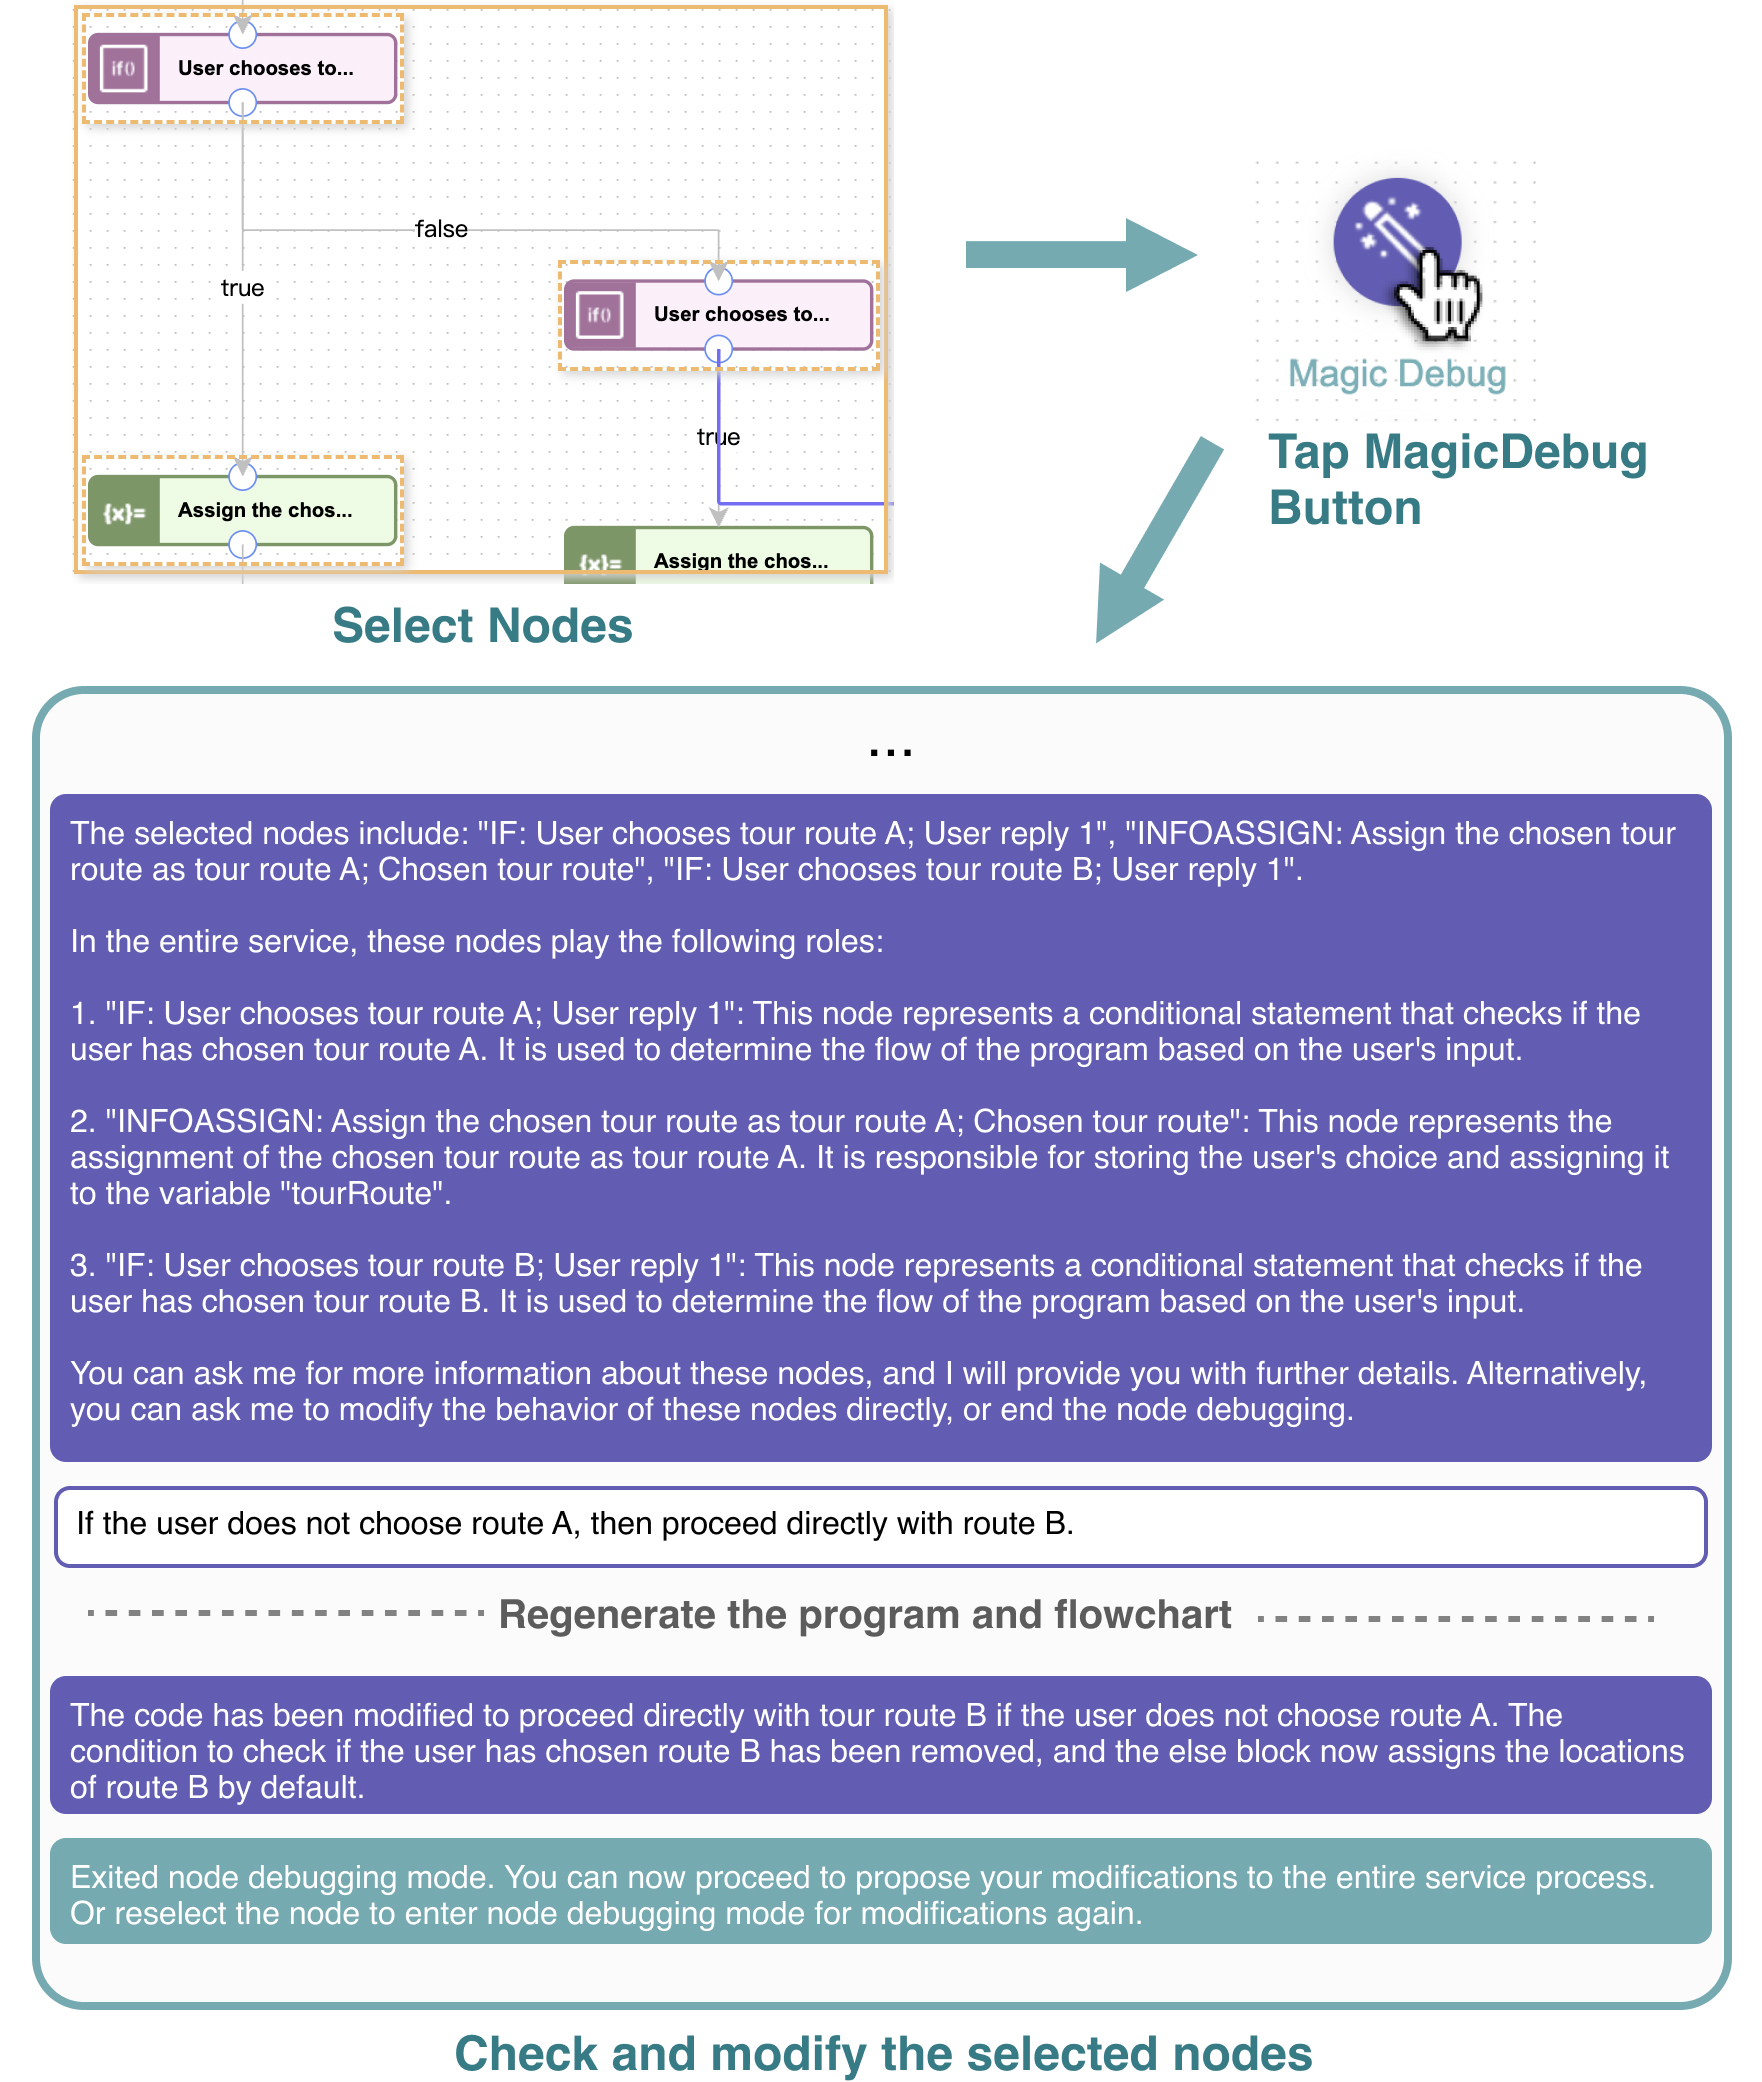 if()
User chooses to...
false
true
if()
User chooses to...
true
{x}=
Assign the chos...
{x}=
Assign the chos...
Select Nodes
Magic Debug
Tap MagicDebug
Button
...
The selected nodes include: "IF: User chooses tour route A; User reply 1", "INFOASSIGN: Assign the chosen tour
route as tour route A; Chosen tour route", "IF: User chooses tour route B; User reply 1".
In the entire service, these nodes play the following roles:
1. "IF: User chooses tour route A; User reply 1": This node represents a conditional statement that checks if the
user has chosen tour route A. It is used to determine the flow of the program based on the user's input.
2. "INFOASSIGN: Assign the chosen tour route as tour route A; Chosen tour route": This node represents the
assignment of the chosen tour route as tour route A. It is responsible for storing the user's choice and assigning it
to the variable "tourRoute".
3. "IF: User chooses tour route B; User reply 1": This node represents a conditional statement that checks if the
user has chosen tour route B. It is used to determine the flow of the program based on the user's input.
You can ask me for more information about these nodes, and I will provide you with further details. Alternatively,
you can ask me to modify the behavior of these nodes directly, or end the node debugging.
If the user does not choose route A, then proceed directly with route B.
Regenerate the program and flowchart
The code has been modified to proceed directly with tour route B if the user does not choose route A. The
condition to check if the user has chosen route B has been removed, and the else block now assigns the locations
of route B by default.
Exited node debugging mode. You can now proceed to propose your modifications to the entire service process.
Or reselect the node to enter node debugging mode for modifications again.
Check and modify the selected nodes